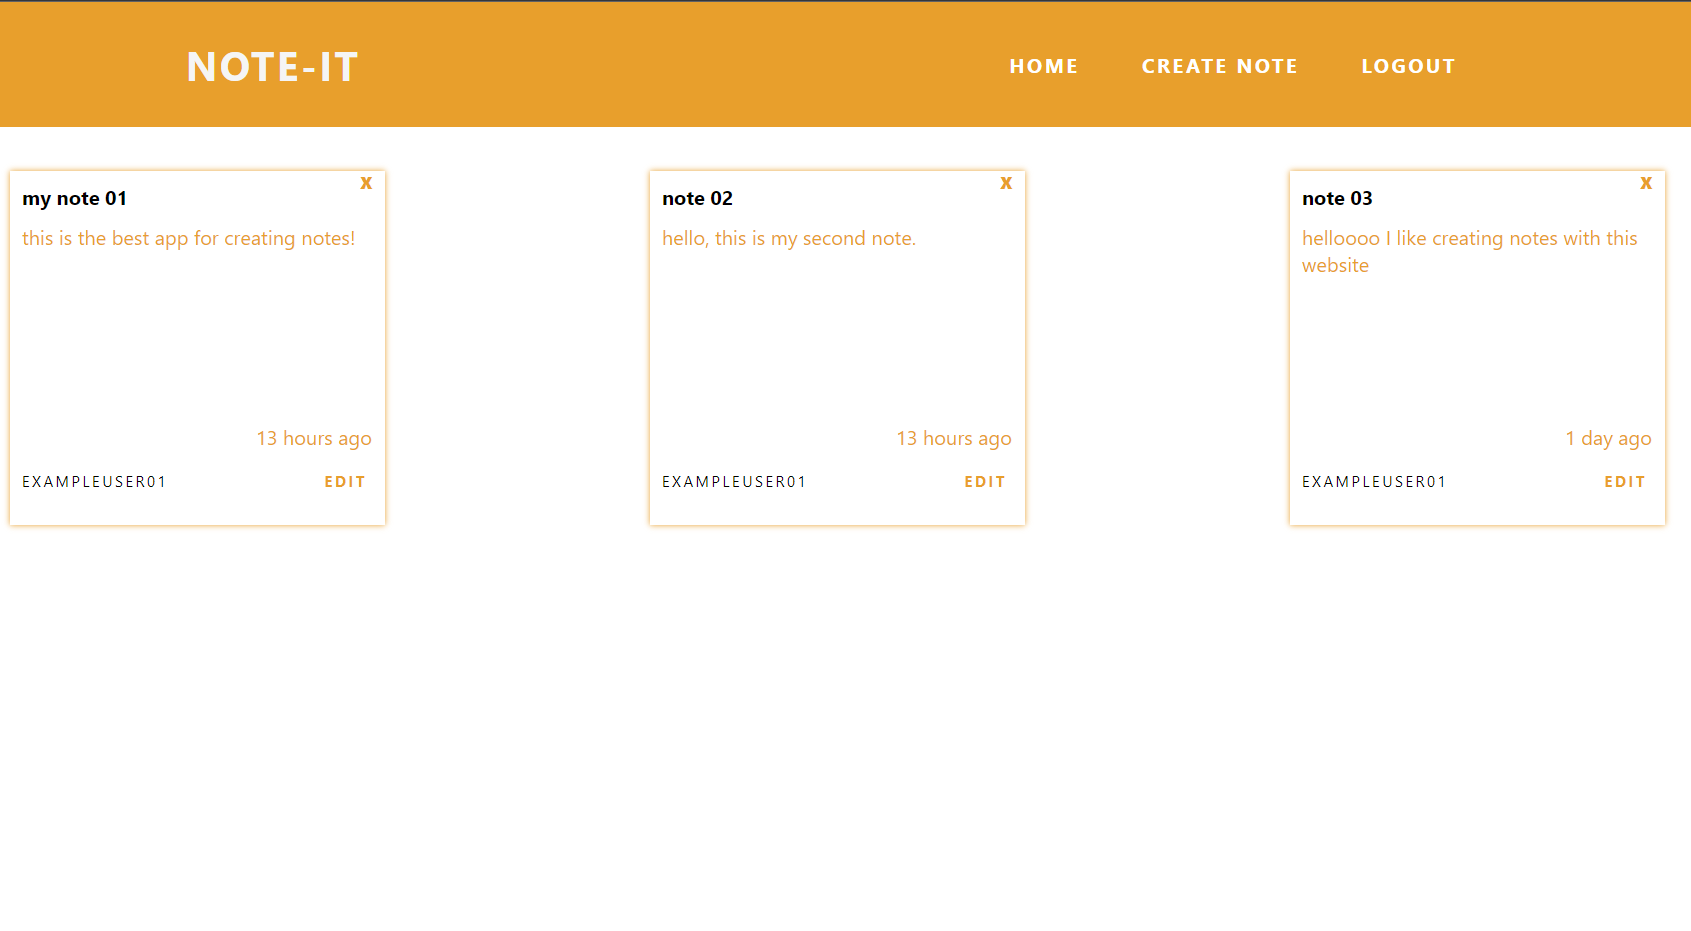 NOTE-IT
HOME CREATE NOTE LOGOUT
X
my note 01
this is the best app for creating notes!
13 hours ago
EXAMPLEUSER01 EDIT
X
note 02
hello, this is my second note.
13 hours ago
EXAMPLEUSER01 EDIT
X
note 03
helloooo I like creating notes with this
website
1 day ago
EXAMPLEUSER01 EDIT